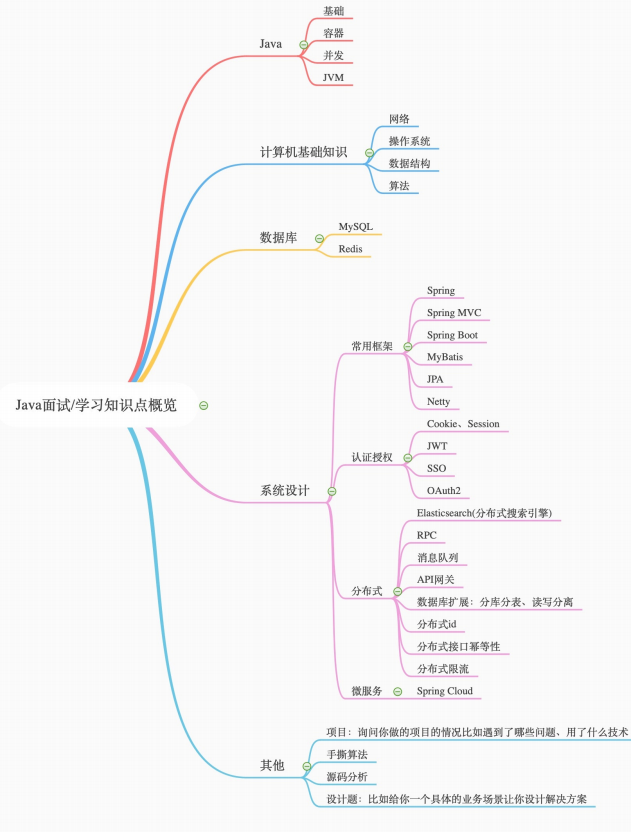 Java面试/学习知识点概览
Java
基础
容器
并发
JVM
计算机基础知识
网络
操作系统
数据结构
算法
数据库
MySQL
Redis
系统设计
常用框架
Spring
Spring MVC
Spring Boot
MyBatis
JPA
Netty
认证授权
Cookie、Session
JWT
SSO
OAuth2
分布式
Elasticsearch(分布式搜索引擎)
RPC
消息队列
API网关
数据库扩展：分库分表、读写分离
分布式id
分布式接口幂等性
分布式限流
微服务
Spring Cloud
其他
项目：询问你做的项目的情况比如遇到了哪些问题、用了什么技术
手撕算法
源码分析
设计题：比如给你一个具体的业务场景让你设计解决方案